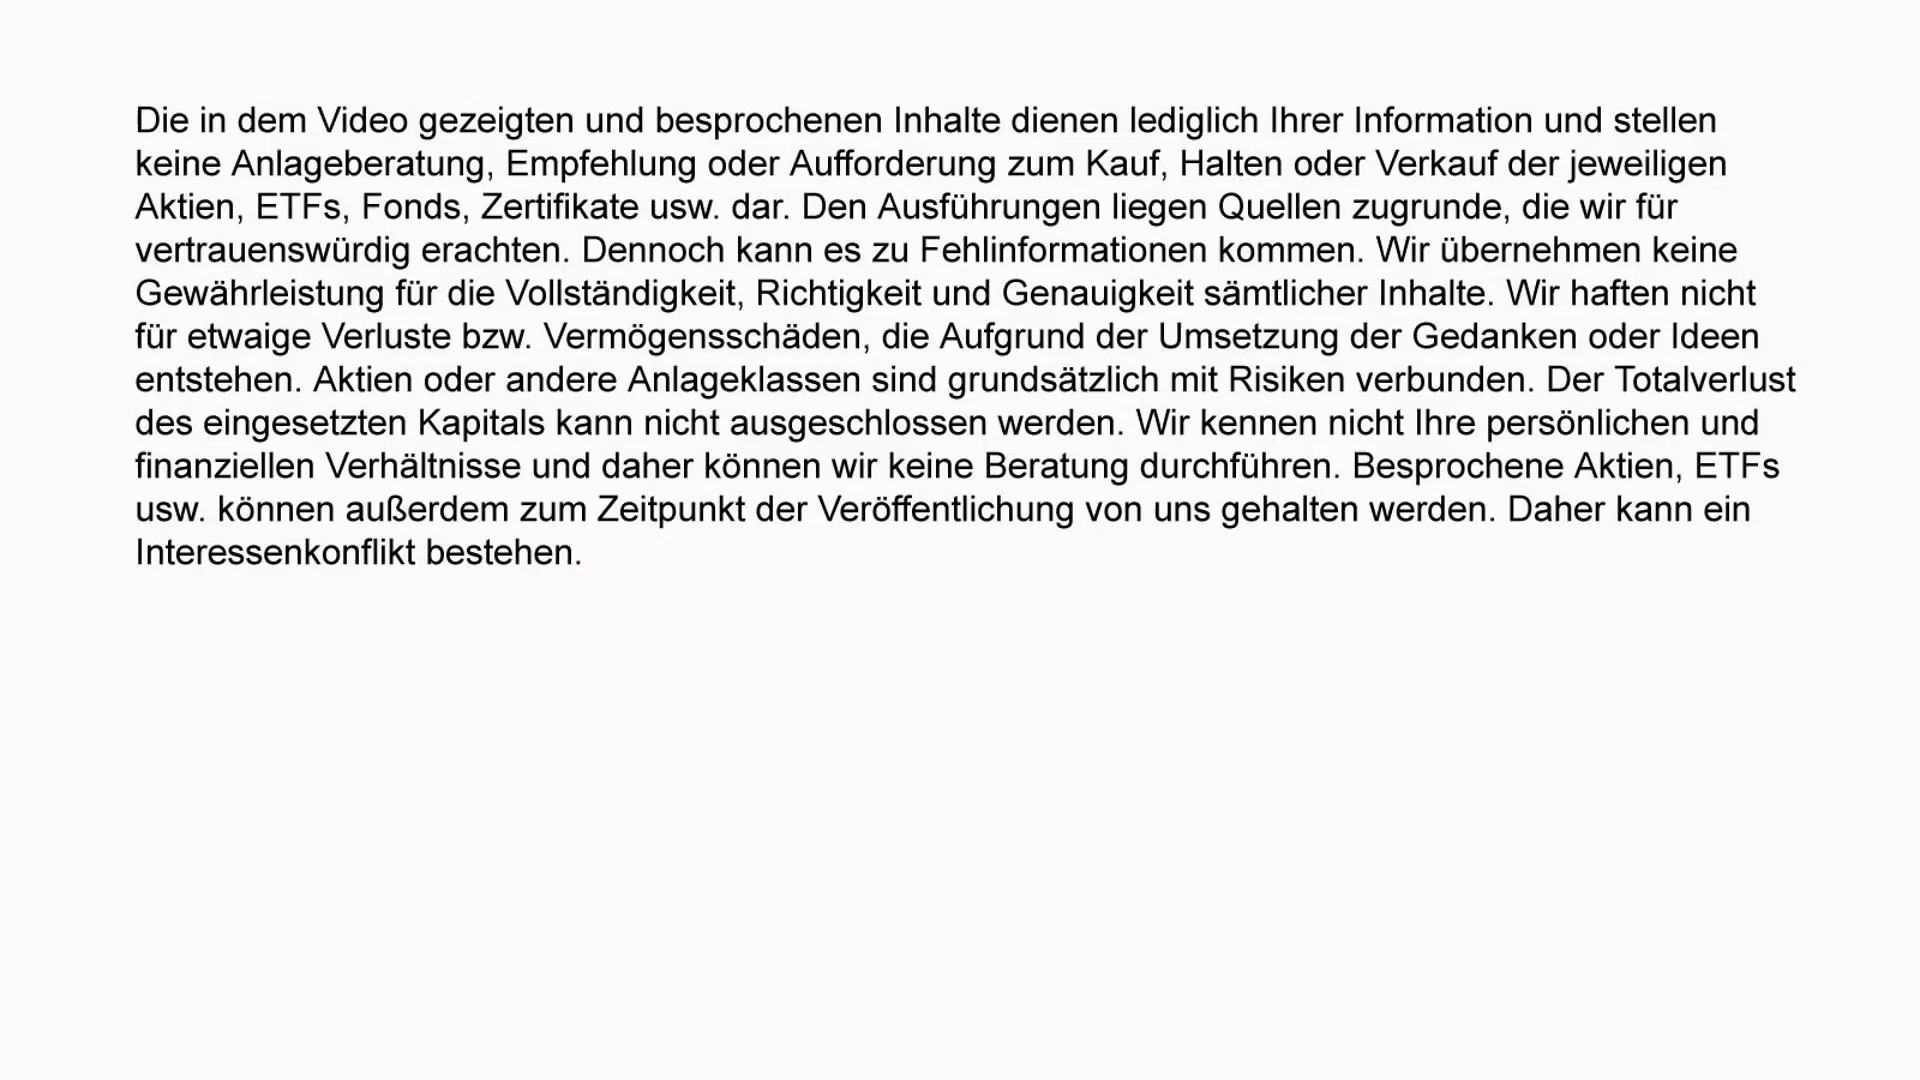 Die in dem Video gezeigten und besprochenen Inhalte dienen lediglich Ihrer Information und stellen
keine Anlageberatung, Empfehlung oder Aufforderung zum Kauf, Halten oder Verkauf der jeweiligen
Aktien, ETFs, Fonds, Zertifikate usw. dar. Den Ausführungen liegen Quellen zugrunde, die wir für
vertrauenswürdig erachten. Dennoch kann es zu Fehlinformationen kommen. Wir übernehmen keine
Gewährleistung für die Vollständigkeit, Richtigkeit und Genauigkeit sämtlicher Inhalte. Wir haften nicht
für etwaige Verluste bzw. Vermögensschäden, die Aufgrund der Umsetzung der Gedanken oder Ideen
entstehen. Aktien oder andere Anlageklassen sind grundsätzlich mit Risiken verbunden. Der Totalverlust
des eingesetzten Kapitals kann nicht ausgeschlossen werden. Wir kennen nicht Ihre persönlichen und
finanziellen Verhältnisse und daher können wir keine Beratung durchführen. Besprochene Aktien, ETFs
usw. können außerdem zum Zeitpunkt der Veröffentlichung von uns gehalten werden. Daher kann ein
Interessenkonflikt bestehen.